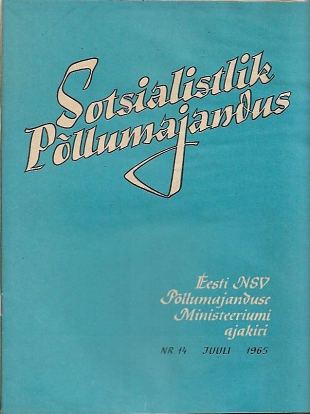 Sotsialistlik
Põllumajandus
Eesti NSV
Põllumajanduse
Ministeeriumi
ajakiri
NR. 14 JUULI 1965